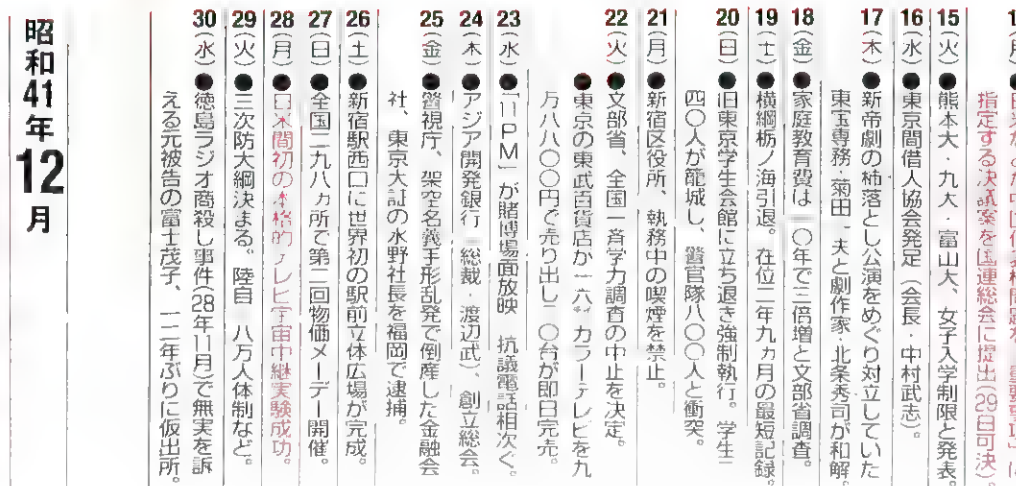 指定する決議案を国連総会に提出(29日可決)。
15(火)●熊本大・九大・富山大、女子入学制限と発表。
16(水)●東京間借人協会発足(会長・中村武志)。
17(木)●新帝劇の柿落とし公演をめぐり対立していた
東宝専務・菊田一夫と劇作家・北条秀司が和解。
18(金)●家庭教育費は一〇年で三倍増と文部省調査。
19(土)●横綱栃ノ海引退。在位二年九ヵ月の最短記録。
20(日)●旧東京学生会館に立ち退き強制執行。学生二
四〇人が籠城し、警官隊八〇〇人と衝突。
21(月)●新宿区役所、執務中の喫煙を禁止。
22(火)●文部省、全国一斉学力調査の中止を決定。
●東京の東武百貨店が一六㌅カラーテレビを九
万八八〇〇円で売り出し一〇台が即日完売。
23(水)●「11PM」が賭博場面放映 抗議電話相次ぐ。
24(木)●アジア開発銀行(総裁・渡辺武)、創立総会。
25(金)●警視庁、架空名義手形乱発で倒産した金融会
社、東京大証の水野社長を福岡で逮捕。
26(土)●新宿駅西口に世界初の駅前立体広場が完成。
27(日)●全国二九八ヵ所で第二回物価メーデー開催。
28(月)●日米間初の本格的テレビ宇宙中継実験成功。
29(火)●三次防大綱決まる。陸自一八万人体制など。
30(水)●徳島ラジオ商殺し事件(28年11月)で無実を訴
える元被告の富士茂子、一二年ぶりに仮出所。
昭和41年12月